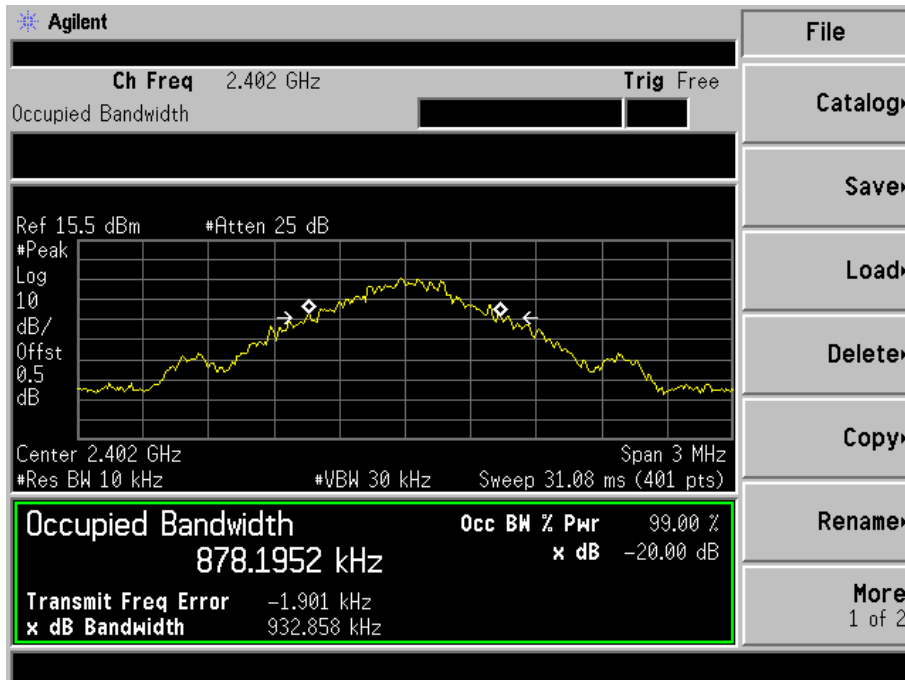 Agilent
File
Ch Freq 2.402 GHz Trig Free
Occupied Bandwidth
Catalog
Save
Ref 15.5 dBm #Atten 25 dB
#Peak
Log
10
dB/
Offst
0.5
dB
Load
Delete
Copy
Center 2.402 GHz Span 3 MHz
#Res BW 10 kHz #VBW 30 kHz Sweep 31.08 ms (401 pts)
Occupied Bandwidth
878.1952 kHz
Occ BW % Pwr 99.00 %
x dB -20.00 dB
Transmit Freq Error -1.901 kHz
x dB Bandwidth 932.858 kHz
Rename
More
1 of 2